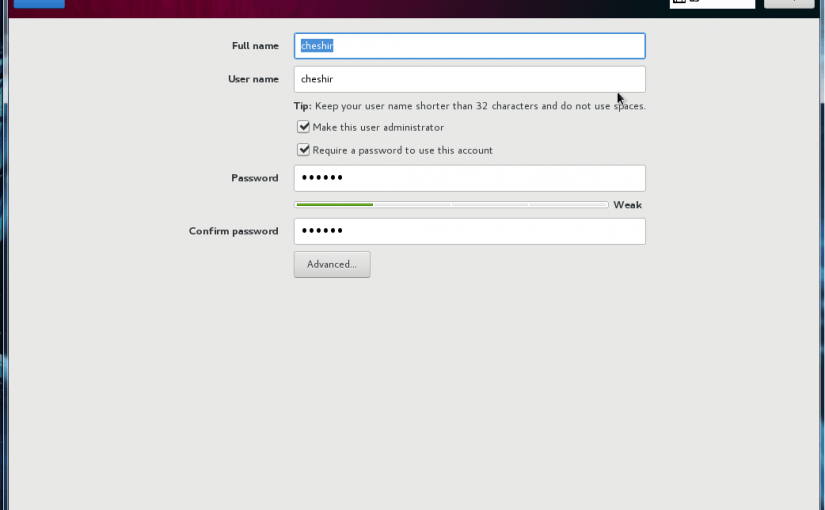 Full name cheshir
User name cheshir
Tip: Keep your user name shorter than 32 characters and do not use spaces.
Make this user administrator
Require a password to use this account
Password ••••••
Weak
Confirm password ••••••
Advanced...